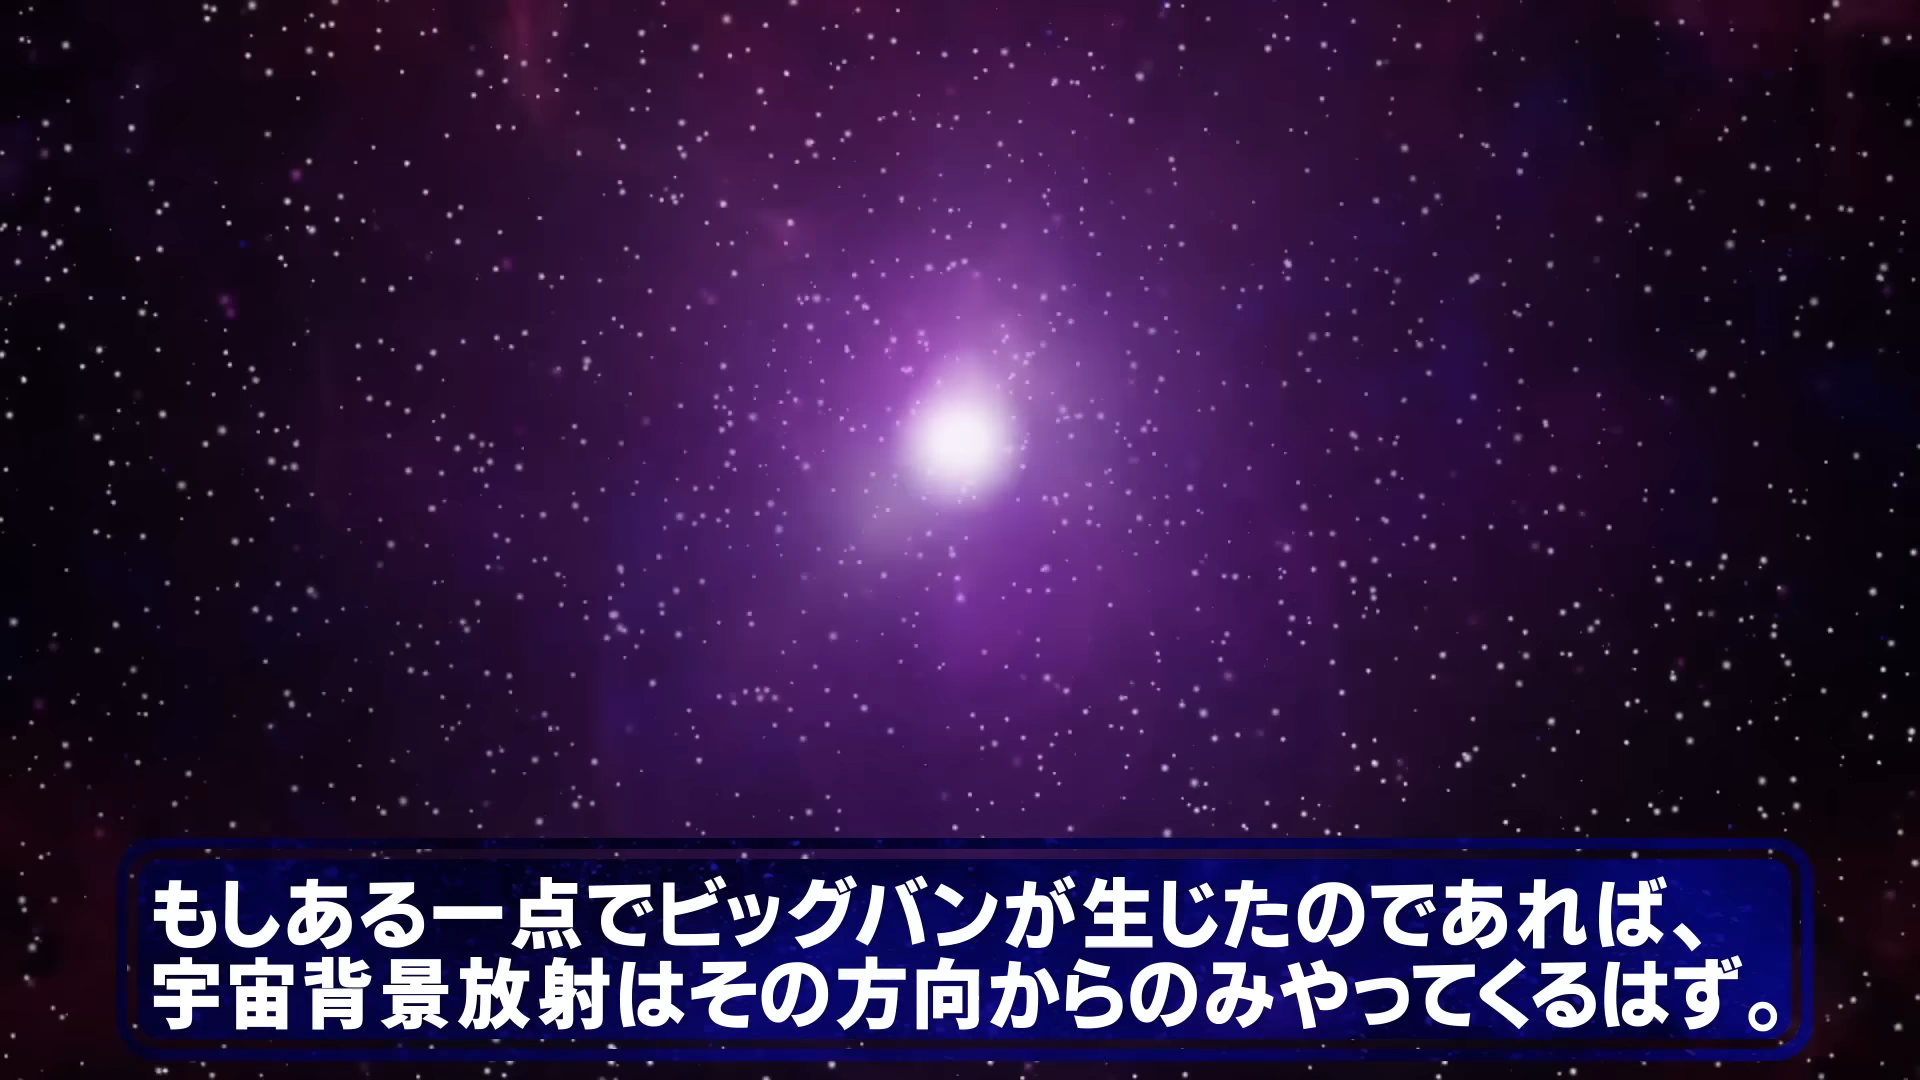 もしある一点でビッグバンが生じたのであれば、
宇宙背景放射はその方向からのみやってくるはず。